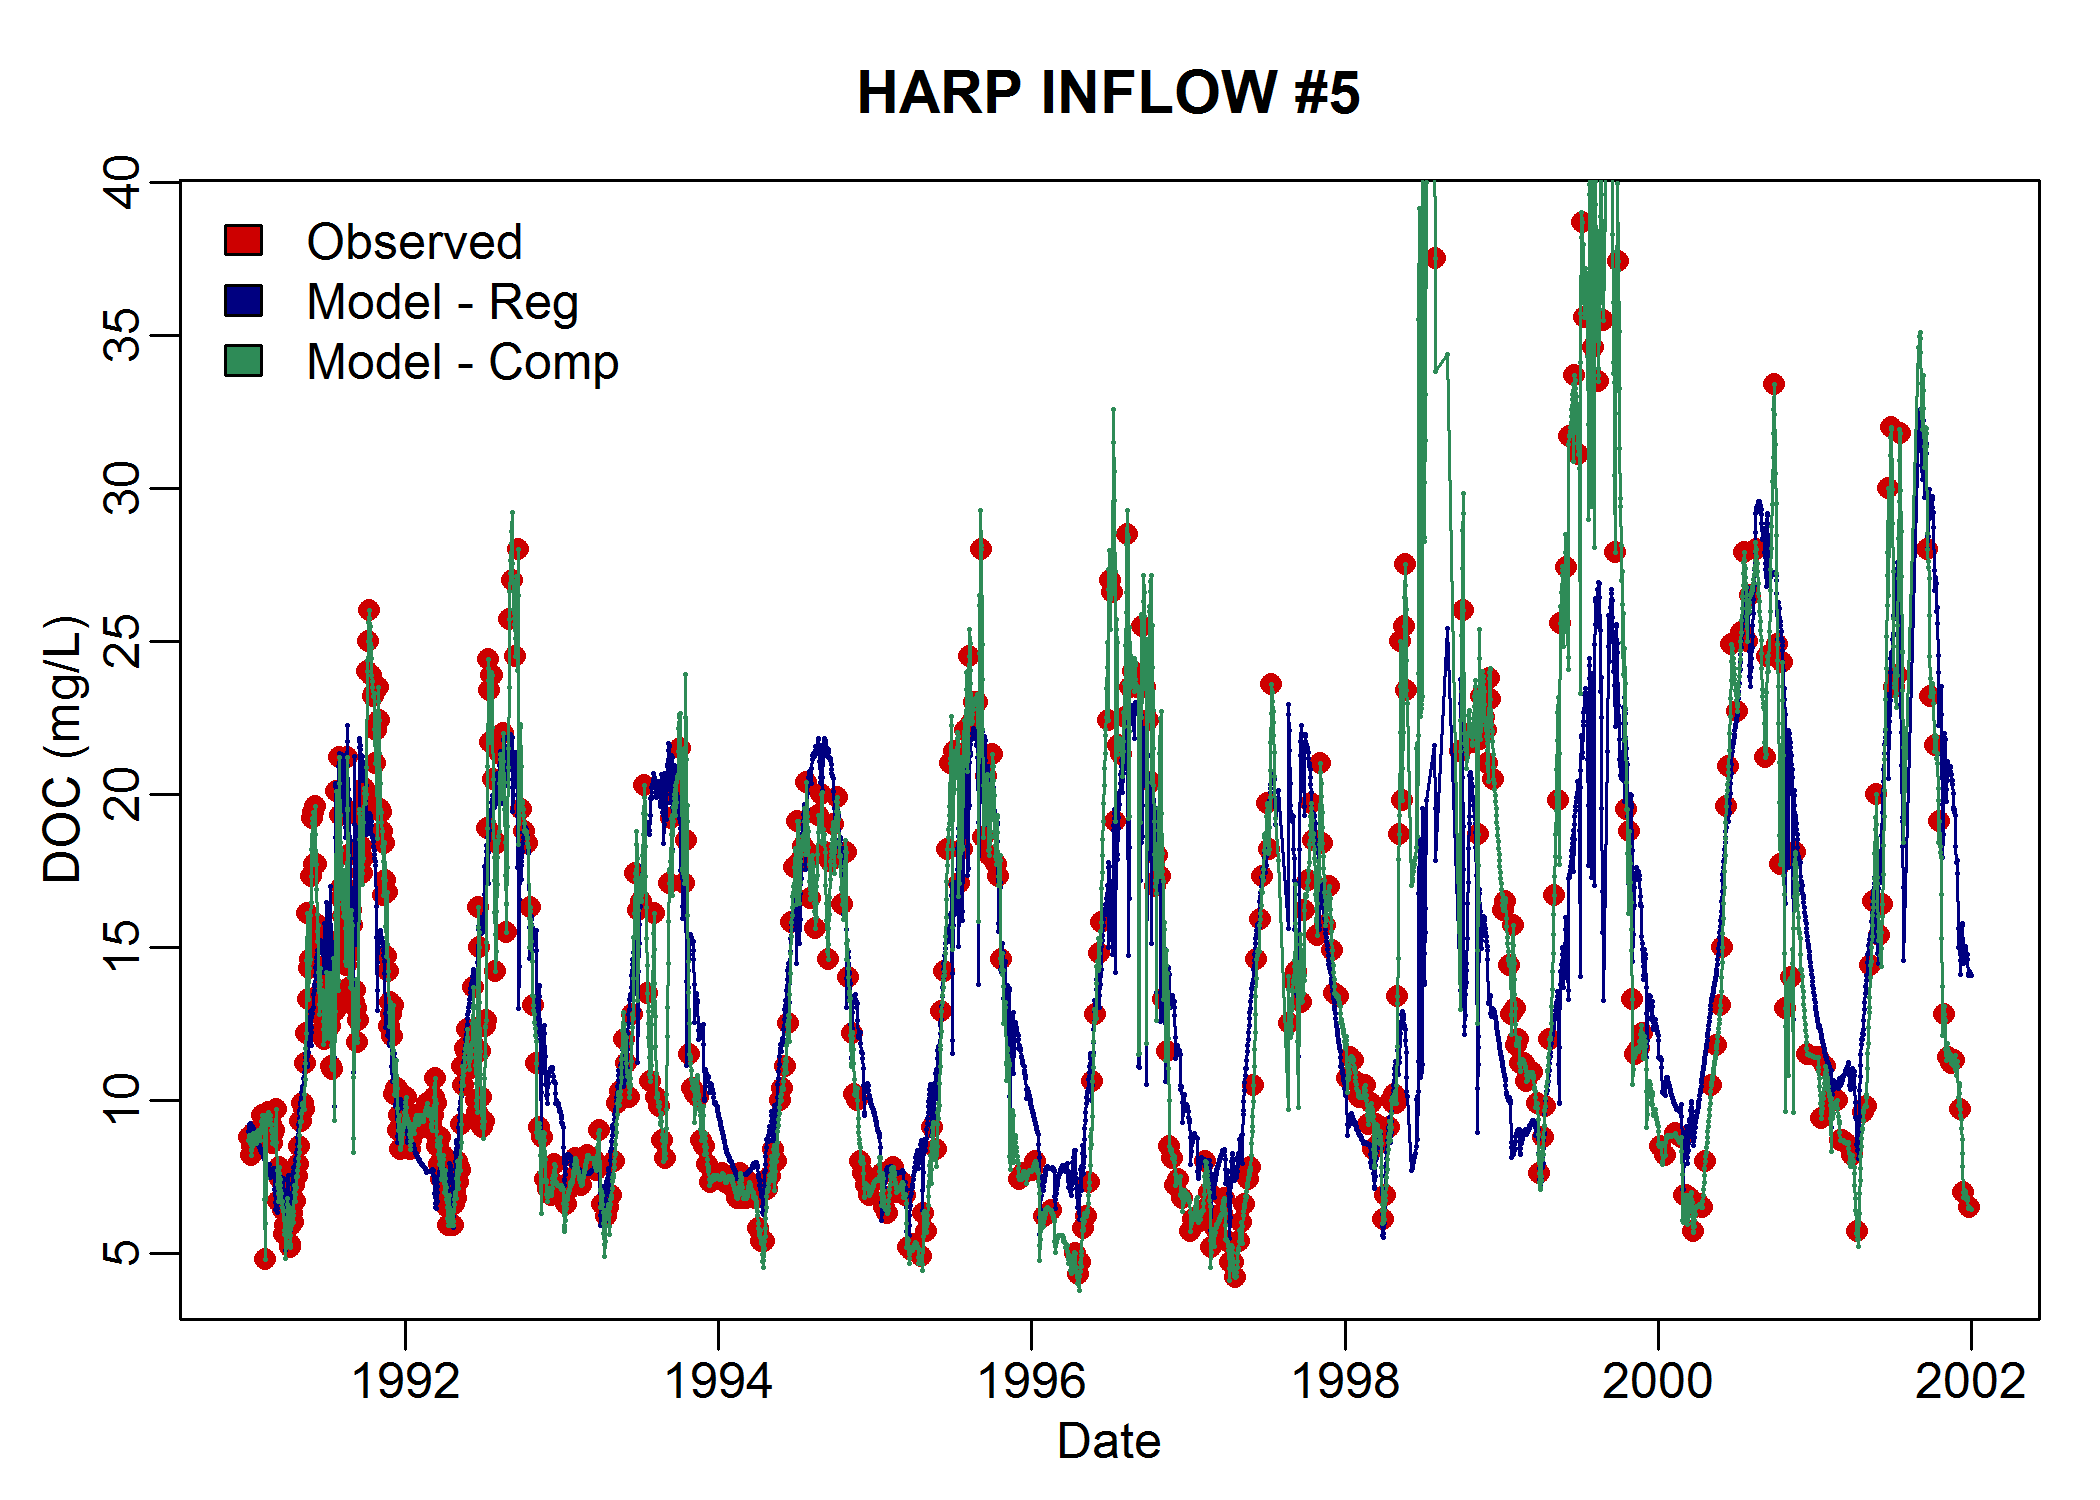 HARP INFLOW #5
Observed
Model - Reg
Model - Comp
DOC (mg/L)
40
35
30
25
20
15
10
5
1992 1994 1996 1998 2000 2002
Date